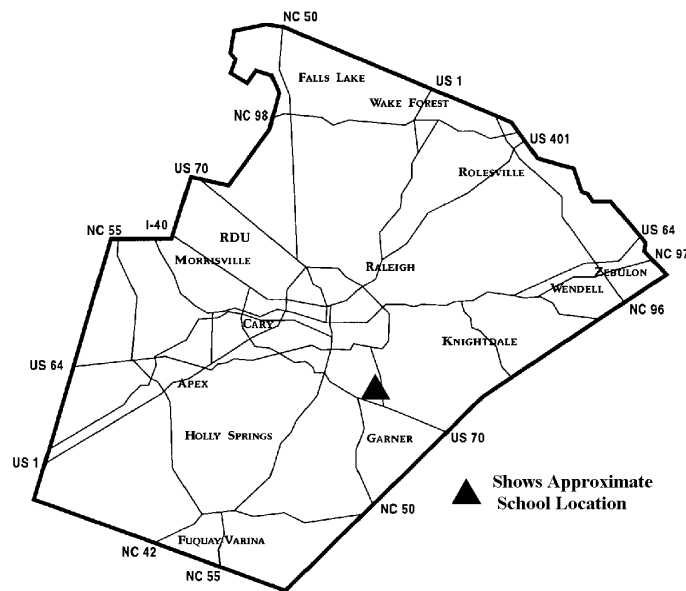 NC 50
FALLS LAKE
US 1
WAKE FOREST
NC 98
US 401
US 70
ROLESVILLE
NC 55
I-40
RDU
US 64
MORRISVILLE
RALEIGH
NC 97
ZEBULON
WENDELL
NC 96
CARY
KNIGHTDALE
US 64
APEX
HOLLY SPRINGS
GARNER
US 70
US 1
Shows Approximate
School Location
NC 50
FUQUAY-VARINA
NC 42
NC 55